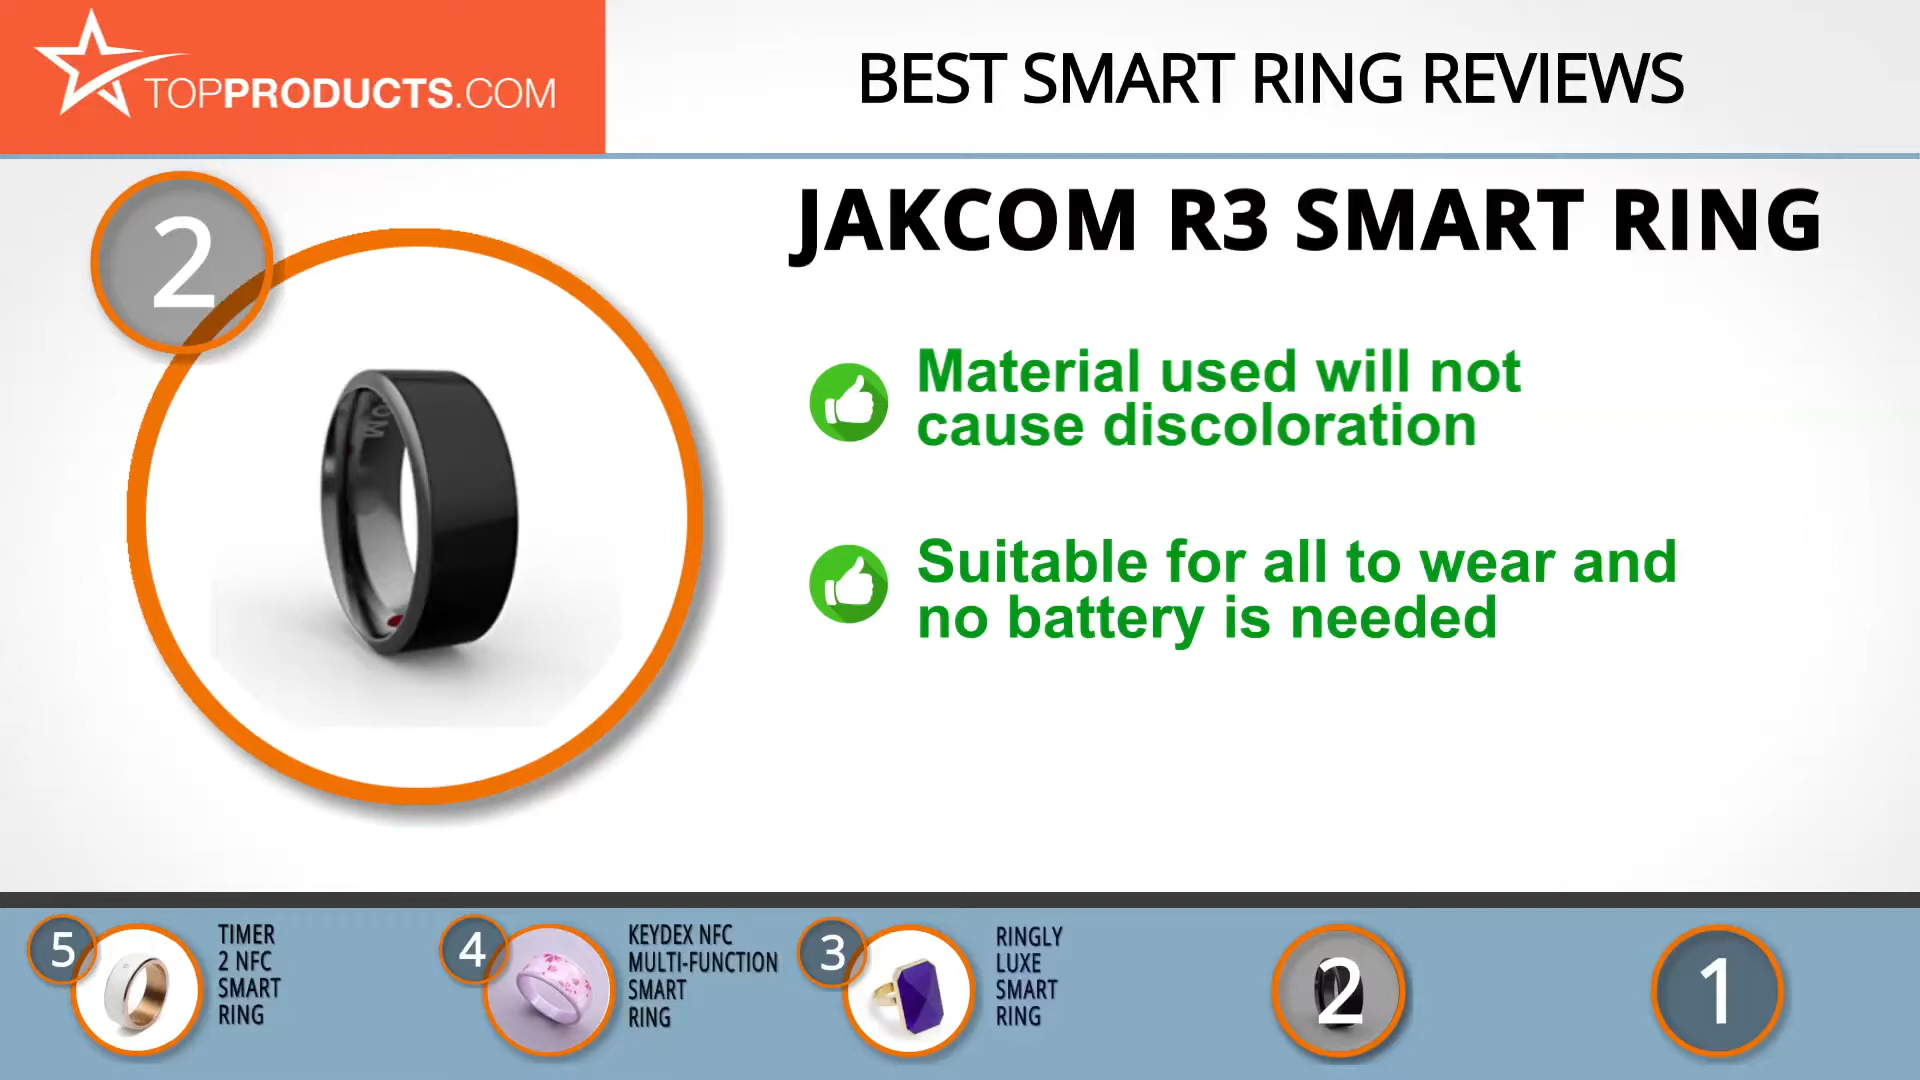 TOPPRODUCTS.COM
BEST SMART RING REVIEWS
2
JAKCOM R3 SMART RING
Material used will not
cause discoloration
Suitable for all to wear and
no battery is needed
5
TIMER
2 NFC
SMART
RING
4
KEYDEX NFC
MULTI-FUNCTION
SMART
RING
3
RINGLY
LUXE
SMART
RING
2
1